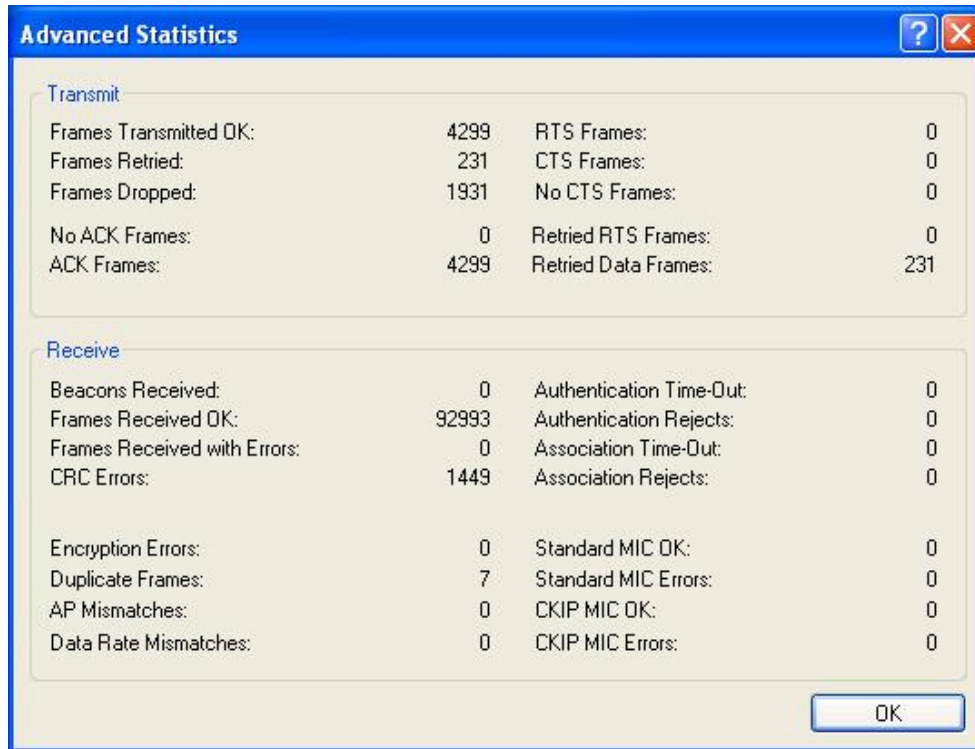 Advanced Statistics
Transmit
Frames Transmitted OK: 4299 RTS Frames: 0
Frames Retried: 231 CTS Frames: 0
Frames Dropped: 1931 No CTS Frames: 0
No ACK Frames: 0 Retried RTS Frames: 0
ACK Frames: 4299 Retried Data Frames: 231
Receive
Beacons Received: 0 Authentication Time-Out: 0
Frames Received OK: 92993 Authentication Rejects: 0
Frames Received with Errors: 0 Association Time-Out: 0
CRC Errors: 1449 Association Rejects: 0
Encryption Errors: 0 Standard MIC OK: 0
Duplicate Frames: 7 Standard MIC Errors: 0
AP Mismatches: 0 CKIP MIC OK: 0
Data Rate Mismatches: 0 CKIP MIC Errors: 0
OK